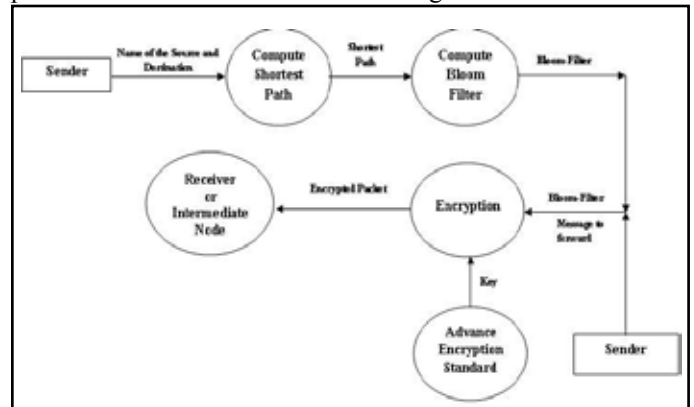 Sender
Name of the Source and
Destination
Compute
Shortest
Path
Shortest
Path
Compute
Bloom
Filter
Bloom-Filter
Receiver
or
Intermediate
Node
Encrypted Packet
Encryption
Bloom-Filter
Message to
forward
Key
Advance
Encryption
Standard
Sender